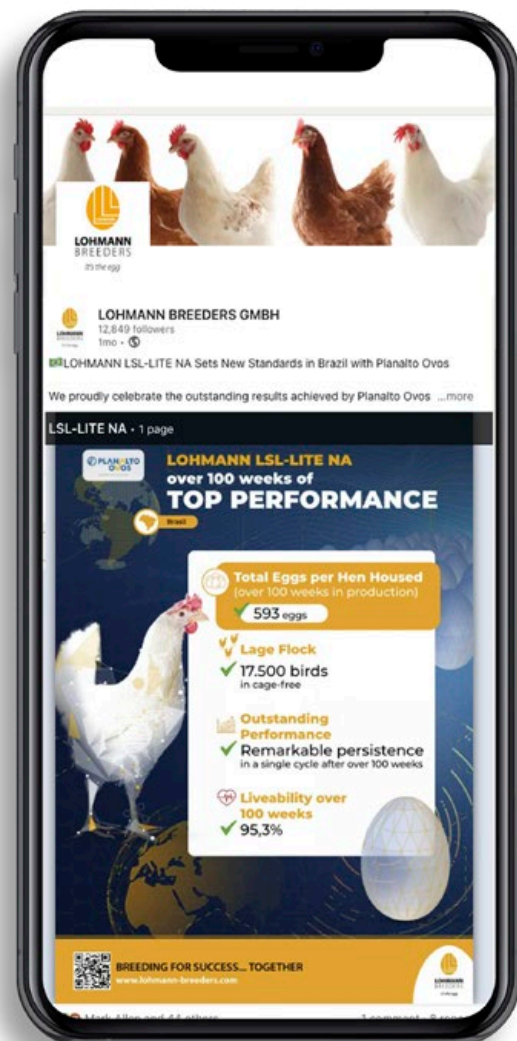 LOHMANN
BREEDERS
It's the egg
LOHMANN BREEDERS GMBH
12,849 followers
1mo •
LOHMANN LSL-LITE NA Sets New Standards in Brazil with Planalto Ovos
We proudly celebrate the outstanding results achieved by Planalto Ovos ...more
LSL-LITE NA • 1 page
PLANALTO
OVOS
LOHMANN LSL-LITE NA
over 100 weeks of
TOP PERFORMANCE
Brazil
Total Eggs per Hen Housed
(over 100 weeks in production)
593 eggs
Lage Flock
17.500 birds
in cage-free
Outstanding
Performance
Remarkable persistence
in a single cycle after over 100 weeks
Liveability over
100 weeks
95,3%
BREEDING FOR SUCCESS... TOGETHER
www.lohmann-breeders.com
LOHMANN
BREEDERS
Mark Allen and 44 others
1 comment • 9